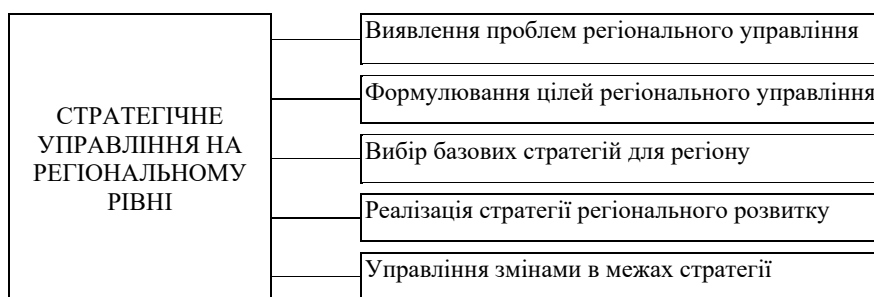 СТРАТЕГІЧНЕ
УПРАВЛІННЯ НА
РЕГІОНАЛЬНОМУ
РІВНІ
Виявлення проблем регіонального управління
Формулювання цілей регіонального управління
Вибір базових стратегій для регіону
Реалізація стратегії регіонального розвитку
Управління змінами в межах стратегії